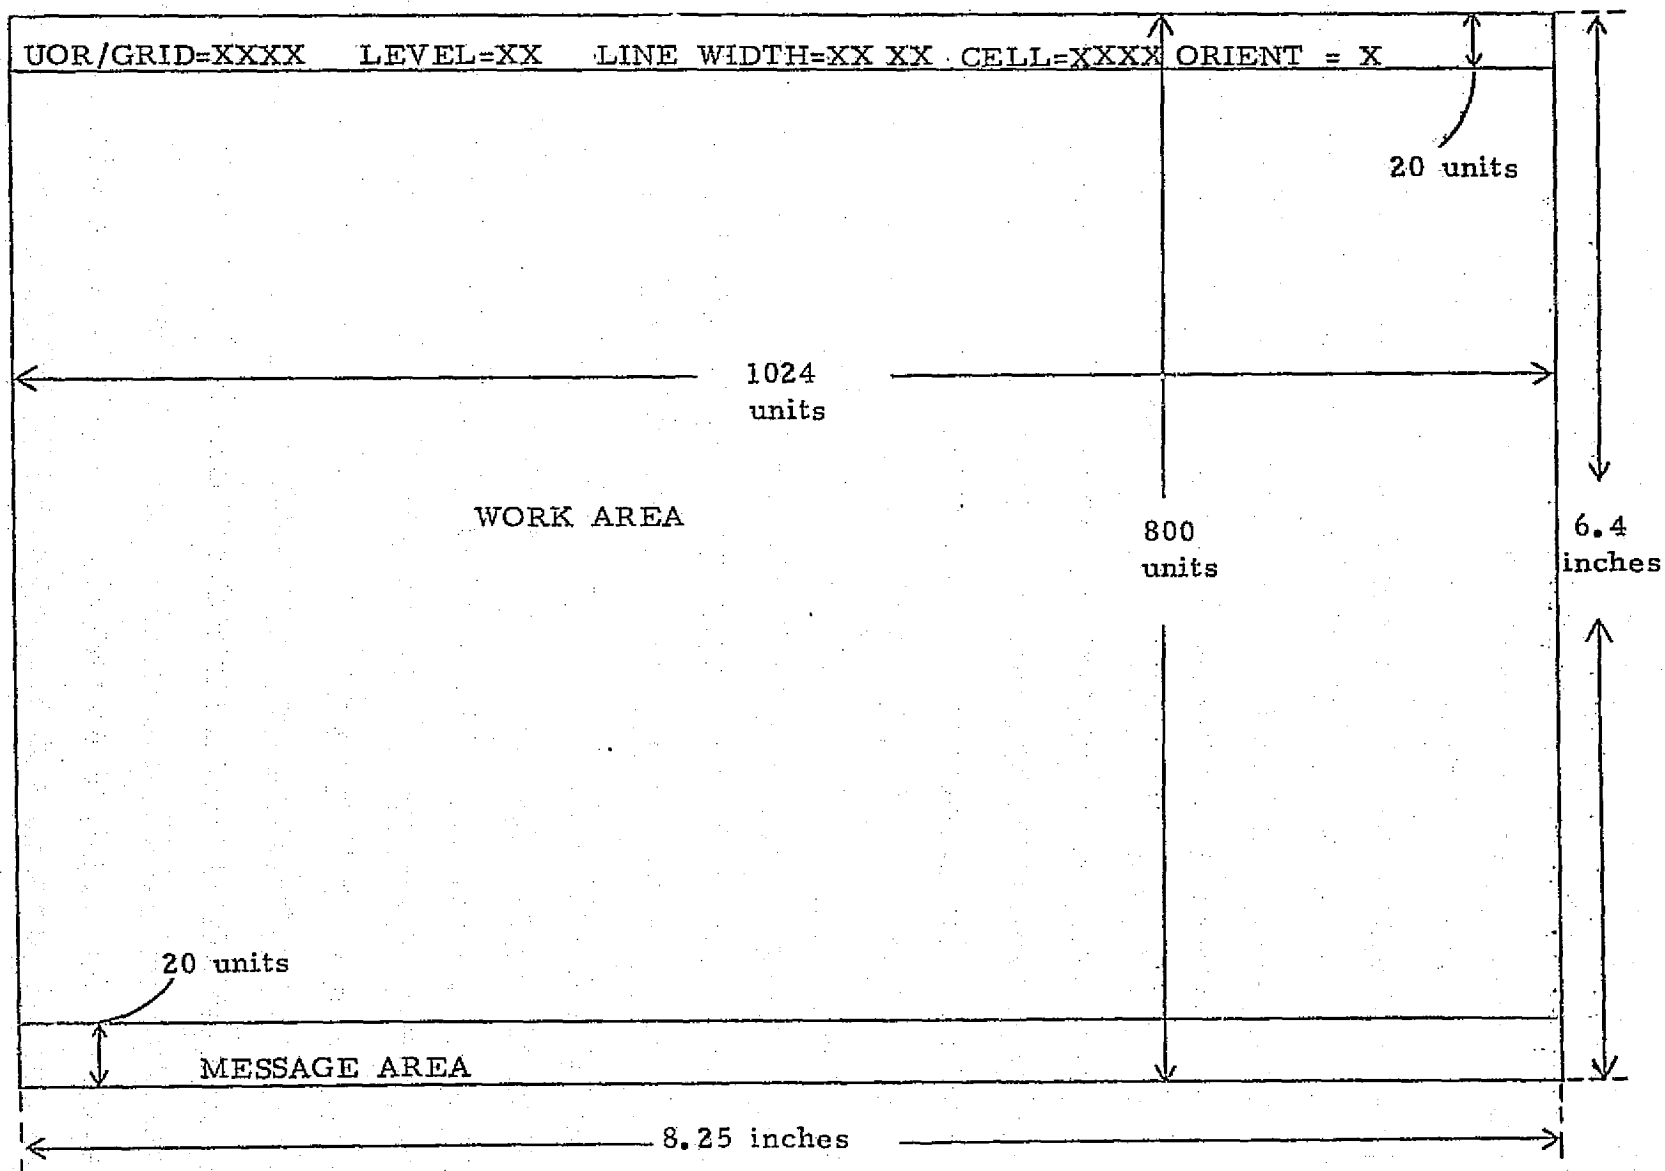 UOR/GRID=XXXX LEVEL=XX LINE WIDTH=XX XX CELL=XXXX ORIENT = X
20 units
1024
units
WORK AREA
800
units
6.4
inches
20 units
MESSAGE AREA
8.25 inches